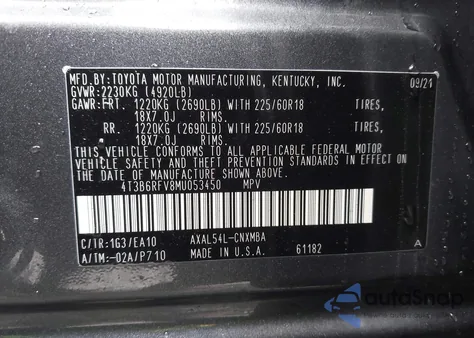 MFD.BY:TOYOTA MOTOR MANUFACTURING, KENTUCKY, INC. 09/21
GVWR:2230KG (4920LB)
GAWR:FRT. 1220KG (2690LB) WITH 225/60R18 TIRES,
18X7.0J RIMS.
RR. 1220KG (2690LB) WITH 225/60R18 TIRES,
18X7.0J RIMS.
THIS VEHICLE CONFORMS TO ALL APPLICABLE FEDERAL MOTOR
VEHICLE SAFETY AND THEFT PREVENTION STANDARDS IN EFFECT ON
THE DATE OF MANUFACTURE SHOWN ABOVE.
4T3B6RFV8MU053450 MPV
C/TR:1G3/EA10 AXAL54L-CNXMBA
A/TM:-02A/P710 MADE IN U.S.A. 61182 A
autoSnap